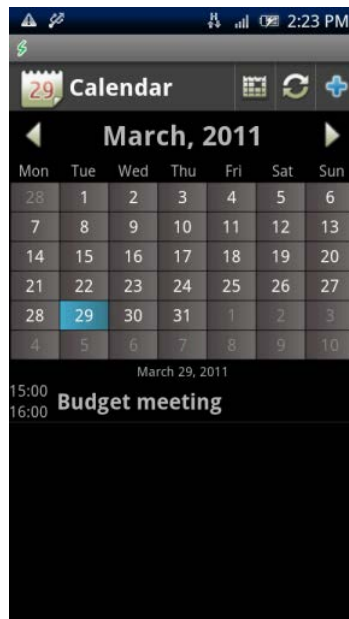 H 2:23 PM
29 Calendar
March, 2011
Mon Tue Wed Thu Fri Sat Sun
28 1 2 3 4 5 6
7 8 9 10 11 12 13
14 15 16 17 18 19 20
21 22 23 24 25 26 27
28 29 30 31 1 2 3
4 5 6 7 8 9 10
March 29, 2011
15:00
16:00 Budget meeting